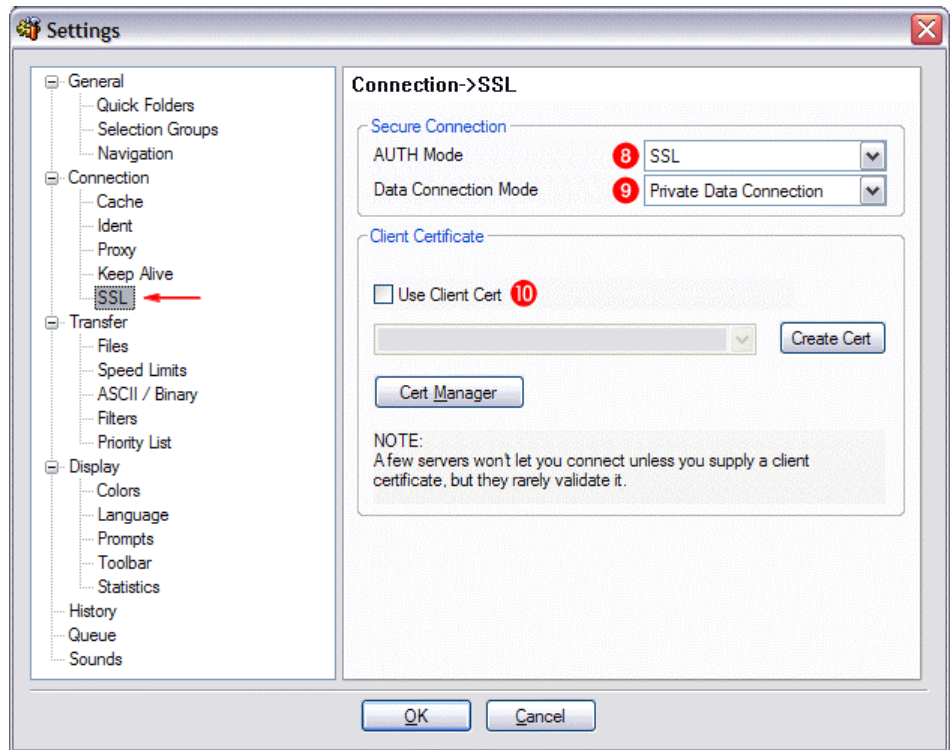 Settings
General
Quick Folders
Selection Groups
Navigation
Connection
Cache
Ident
Proxy
Keep Alive
SSL
Transfer
Files
Speed Limits
ASCII / Binary
Filters
Priority List
Display
Colors
Language
Prompts
Toolbar
Statistics
History
Queue
Sounds
Connection->SSL
Secure Connection
AUTH Mode 8 SSL
Data Connection Mode 9 Private Data Connection
Client Certificate
Use Client Cert 10
Create Cert
Cert Manager
NOTE:
A few servers won't let you connect unless you supply a client
certificate, but they rarely validate it.
OK Cancel